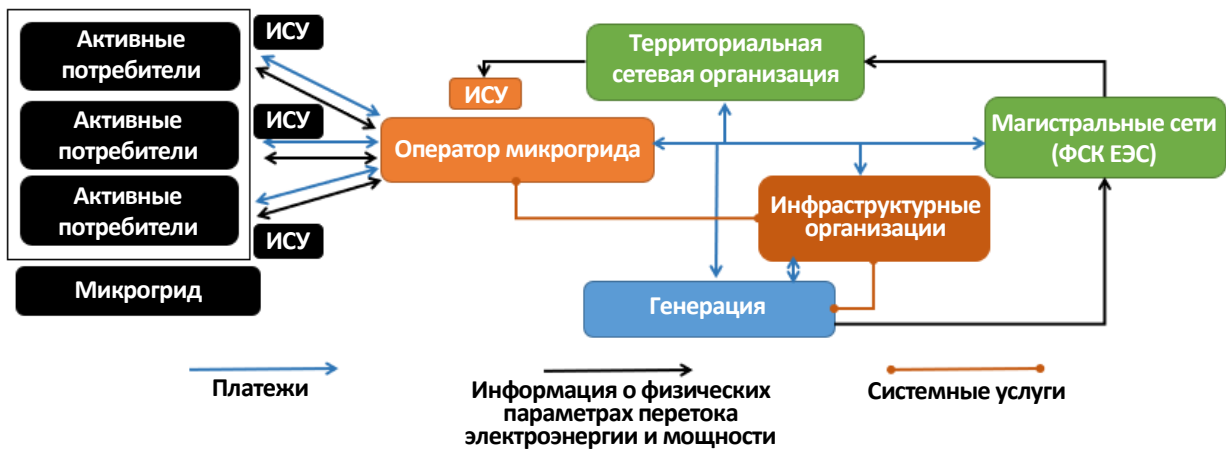 Активные
потребители
ИСУ
Активные
потребители
ИСУ
Активные
потребители
ИСУ
Микрогрид
ИСУ
Оператор микрогрида
Территориальная
сетевая организация
Магистральные сети
(ФСК ЕЭС)
Инфраструктурные
организации
Генерация
Платежи
Информация о физических
параметрах перетока
электроэнергии и мощности
Системные услуги